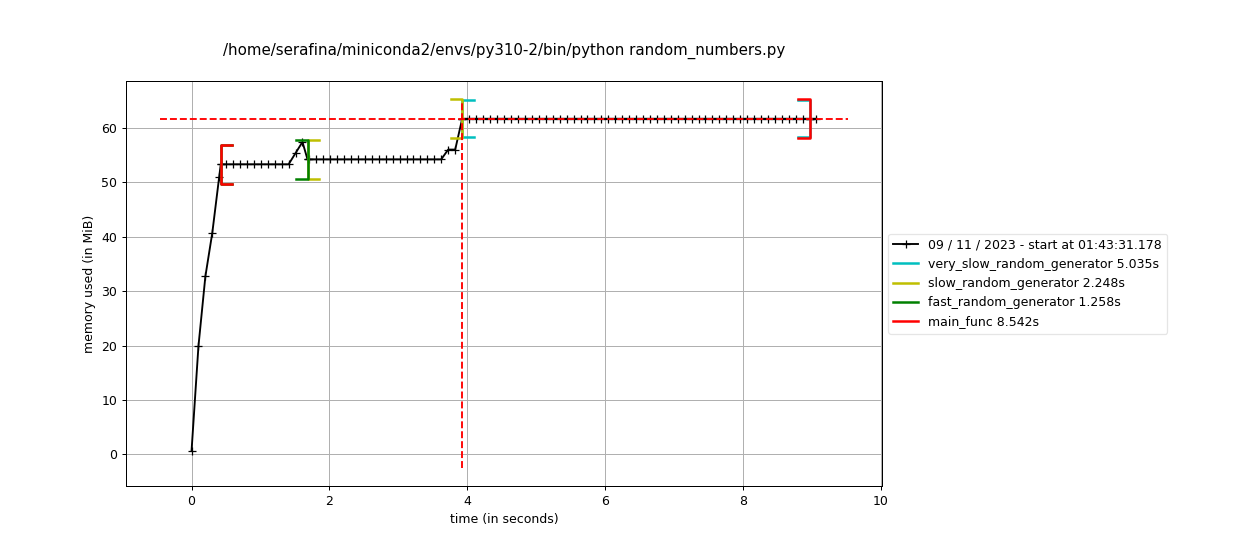 /home/serafina/miniconda2/envs/py310-2/bin/python random_numbers.py
memory used (in MiB)
60
50
40
30
20
10
0
0 2 4 6 8 10
time (in seconds)
09 / 11 / 2023 - start at 01:43:31.178
very_slow_random_generator 5.035s
slow_random_generator 2.248s
fast_random_generator 1.258s
main_func 8.542s